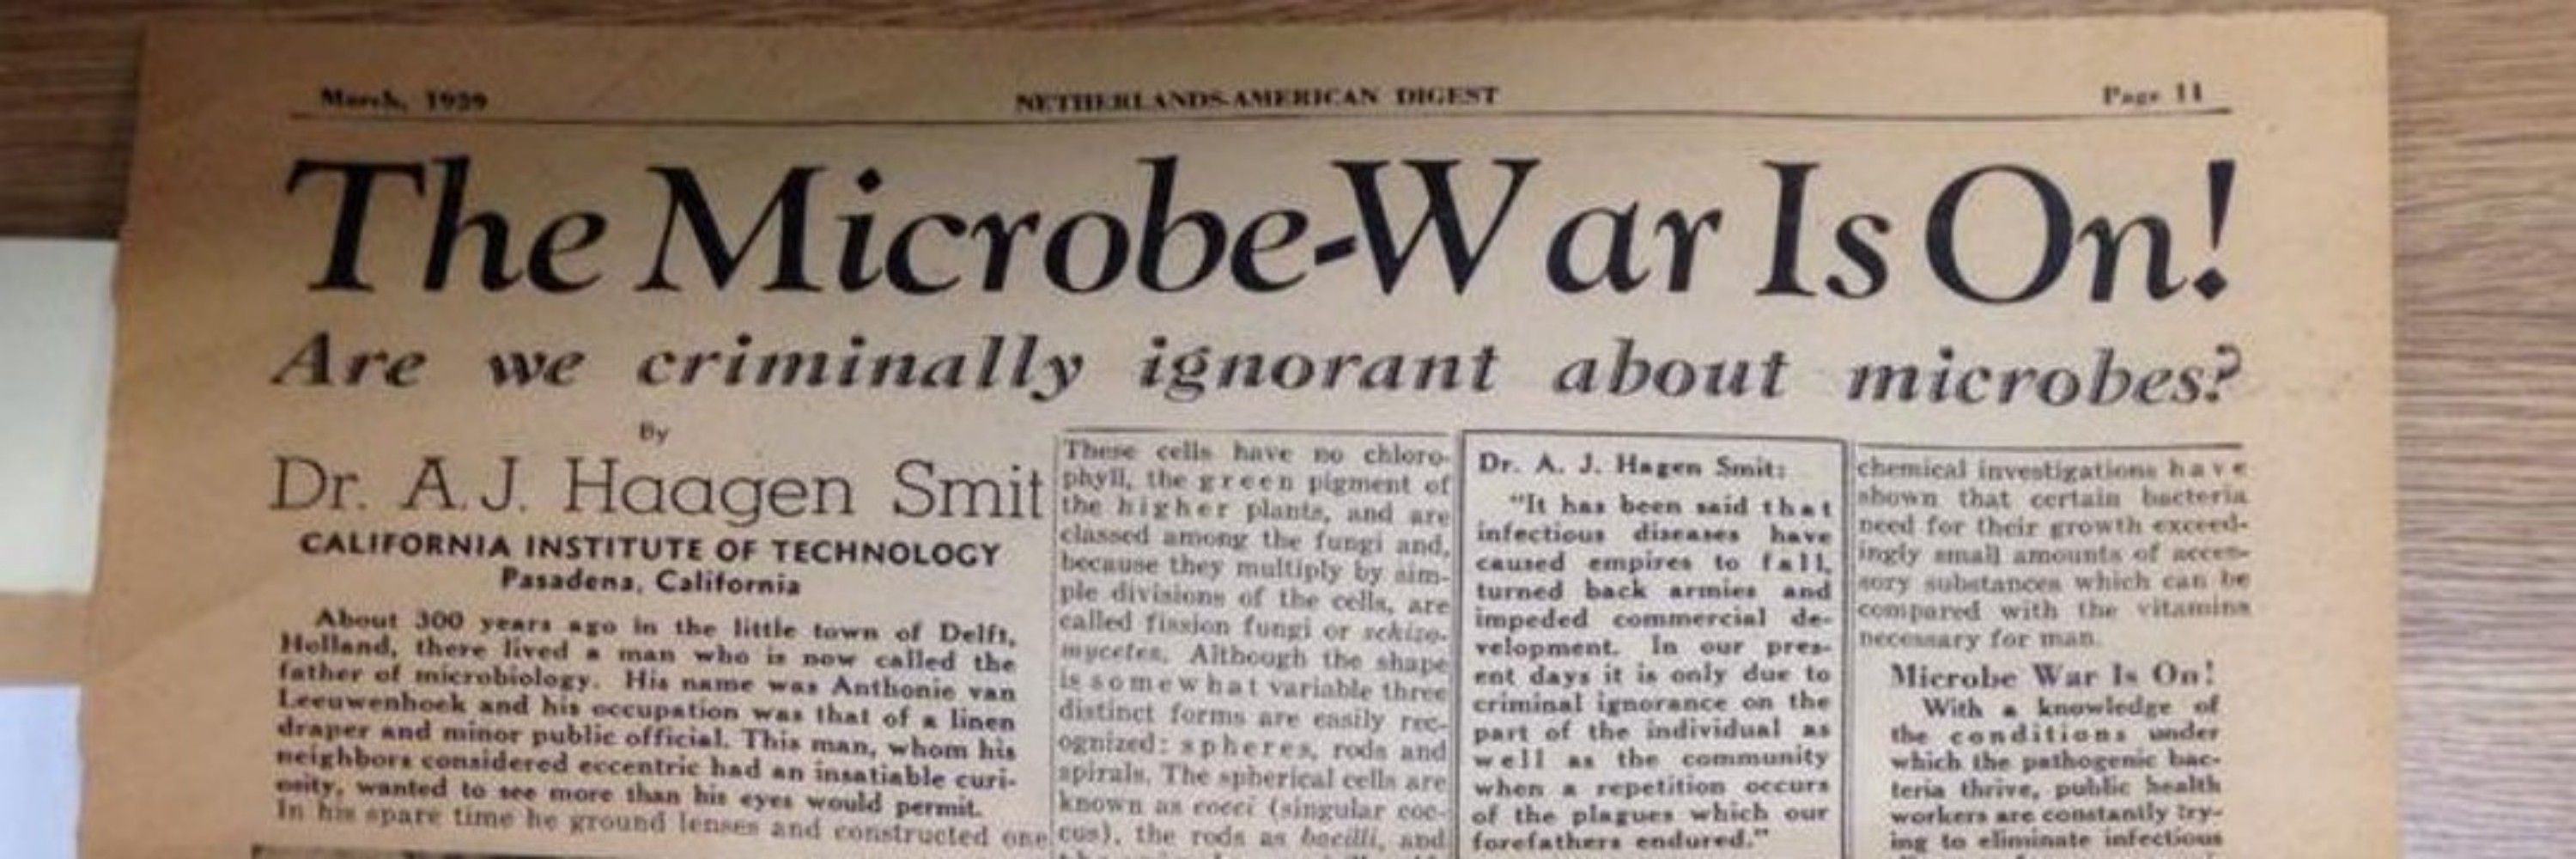 March, 1939
NETHERLANDS-AMERICAN DIGEST
Page 11
The Microbe-War Is On!
Are we criminally ignorant about microbes?
By
Dr. A. J. Haagen Smit
CALIFORNIA INSTITUTE OF TECHNOLOGY
Pasadena, California
About 300 years ago in the little town of Delft,
Holland, there lived a man who is now called the
father of microbiology. His name was Anthonie van
Leeuwenhoek and his occupation was that of a linen
draper and minor public official. This man, whom his
neighbors considered eccentric had an insatiable curi-
osity, wanted to see more than his eyes would permit.
In his spare time he ground lenses and constructed one
These cells have no chloro-
phyll, the green pigment of
the higher plants, and are
classed among the fungi and,
because they multiply by sim-
ple divisions of the cells, are
called fission fungi or schizo-
mycetes. Although the shape
is somewhat variable three
distinct forms are easily rec-
ognized: spheres, rods and
spirals. The spherical cells are
known as cocci (singular coc-
cus), the rods as bacilli, and
Dr. A. J. Hagen Smit:
"It has been said that
infectious diseases have
caused empires to fall,
turned back armies and
impeded commercial de-
velopment. In our pres-
ent days it is only due to
criminal ignorance on the
part of the individual as
well as the community
when a repetition occurs
of the plagues which our
forefathers endured."
chemical investigations have
shown that certain bacteria
need for their growth exceed-
ingly small amounts of acces-
sory substances which can be
compared with the vitamins
necessary for man.
Microbe War Is On!
With a knowledge of
the conditions under
which the pathogenic bac-
teria thrive, public health
workers are constantly try-
ing to eliminate infectious